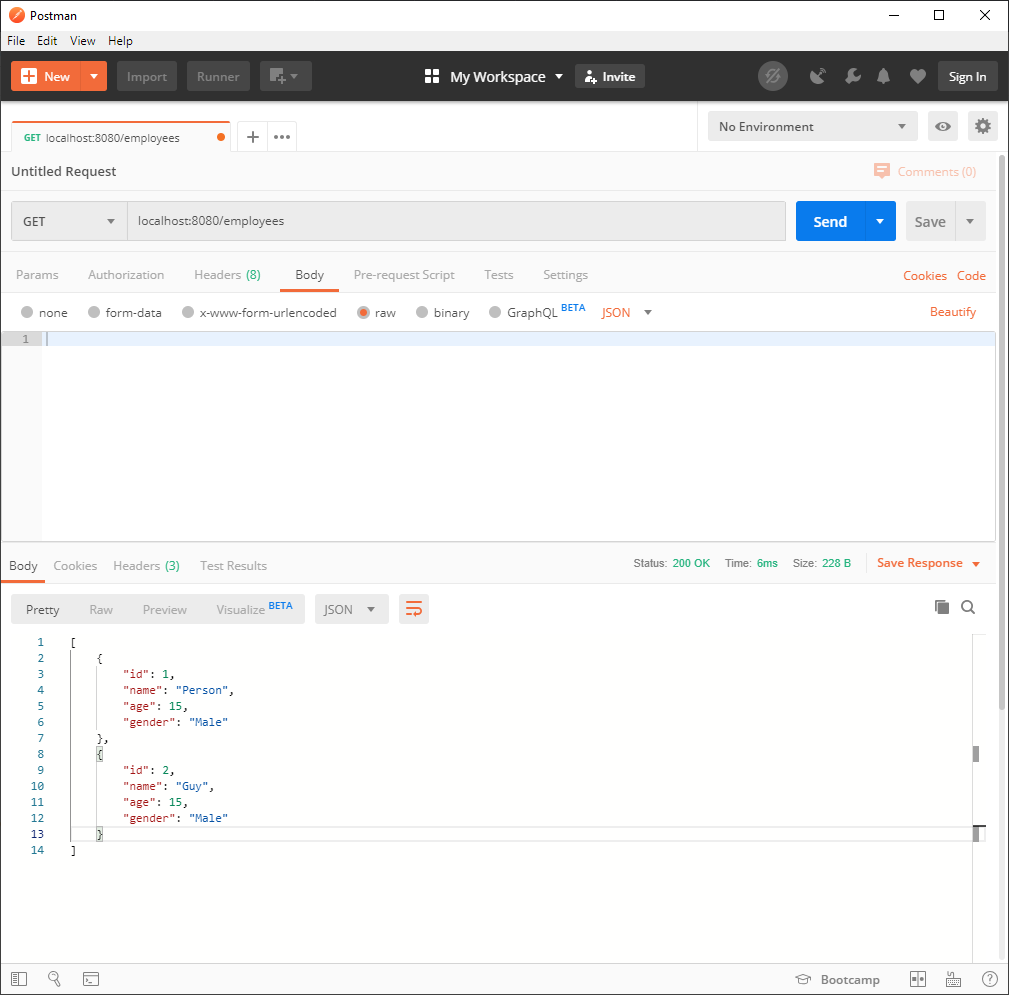 Postman
File Edit View Help
New Import Runner My Workspace Invite Sign In
GET localhost:8080/employees No Environment
Untitled Request Comments (0)
GET localhost:8080/employees Send Save
Params Authorization Headers (8) Body Pre-request Script Tests Settings Cookies Code
none form-data x-www-form-urlencoded raw binary GraphQL BETA JSON Beautify
1
Body Cookies Headers (3) Test Results Status: 200 OK Time: 6ms Size: 228 B Save Response
Pretty Raw Preview Visualize BETA JSON
1 [
2 {
3 "id": 1,
4 "name": "Person",
5 "age": 15,
6 "gender": "Male"
7 },
8 {
9 "id": 2,
10 "name": "Guy",
11 "age": 15,
12 "gender": "Male"
13 }
14 ]
Bootcamp